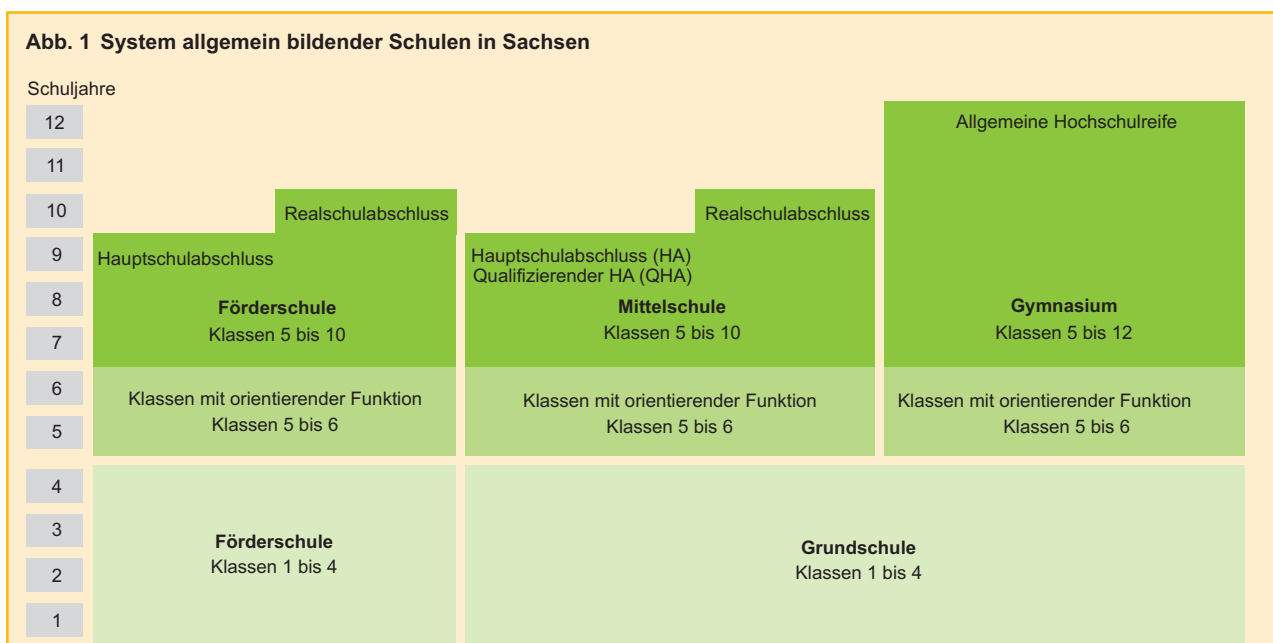 Abb. 1 System allgemein bildender Schulen in Sachsen
Schuljahre
12
Allgemeine Hochschulreife
11
10
Realschulabschluss
Realschulabschluss
9
Hauptschulabschluss
Hauptschulabschluss (HA)
Qualifizierender HA (QHA)
8
Förderschule
Mittelschule
Gymnasium
Klassen 5 bis 10
Klassen 5 bis 10
Klassen 5 bis 12
7
6
Klassen mit orientierender Funktion
Klassen mit orientierender Funktion
Klassen mit orientierender Funktion
Klassen 5 bis 6
Klassen 5 bis 6
Klassen 5 bis 6
5
4
3
Förderschule
Grundschule
Klassen 1 bis 4
Klassen 1 bis 4
2
1